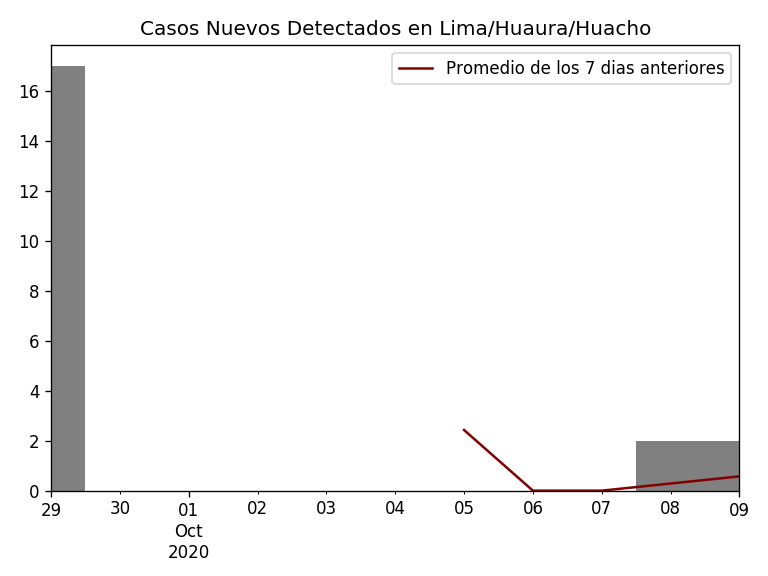 Casos Nuevos Detectados en Lima/Huaura/Huacho
Promedio de los 7 dias anteriores
16
14
12
10
8
6
4
2
0
29 30 01 02 03 04 05 06 07 08 09
Oct
2020